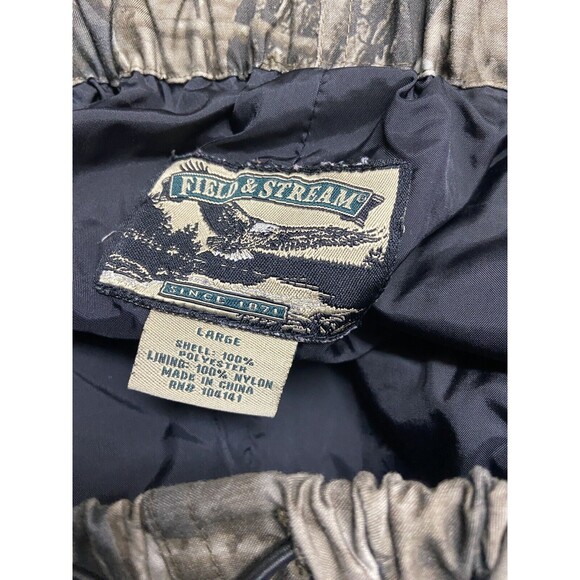 FIELD & STREAM©
SINCE 1871
LARGE
SHELL: 100%
POLYESTER
LINING: 100% NYLON
MADE IN CHINA
RN# 104141